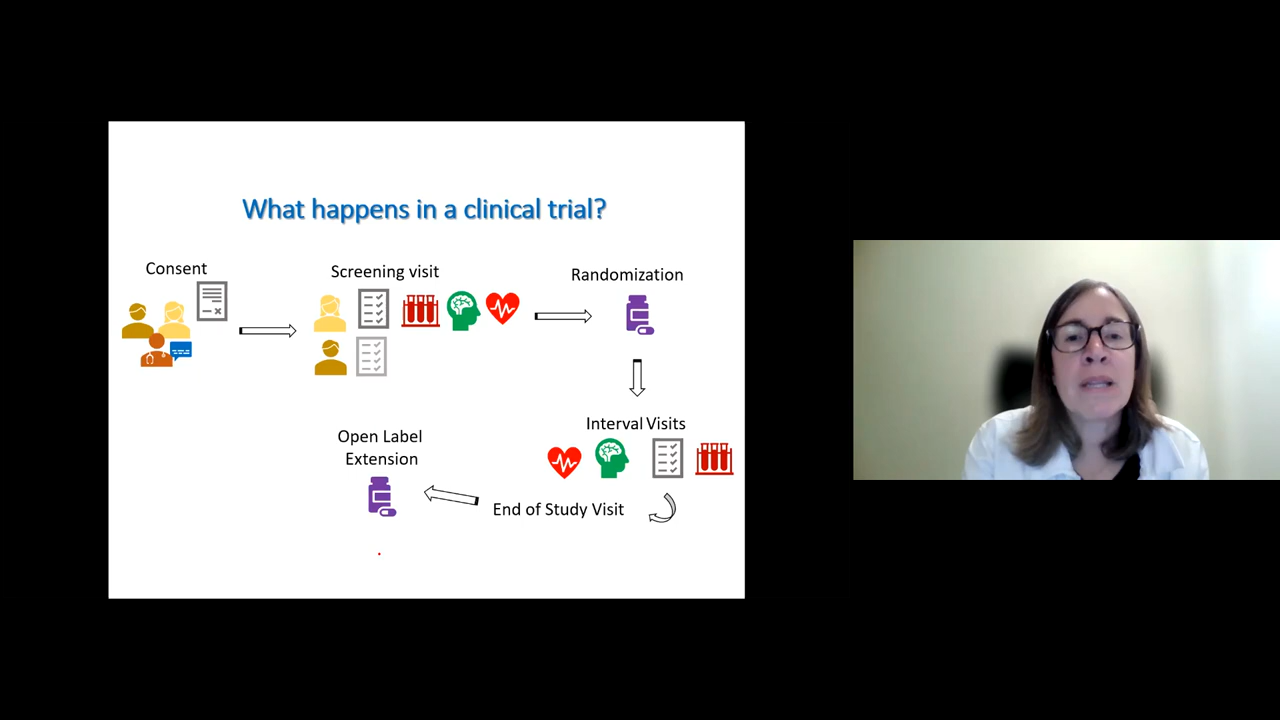 What happens in a clinical trial?
Consent
Screening visit
Randomization
Interval Visits
End of Study Visit
Open Label
Extension